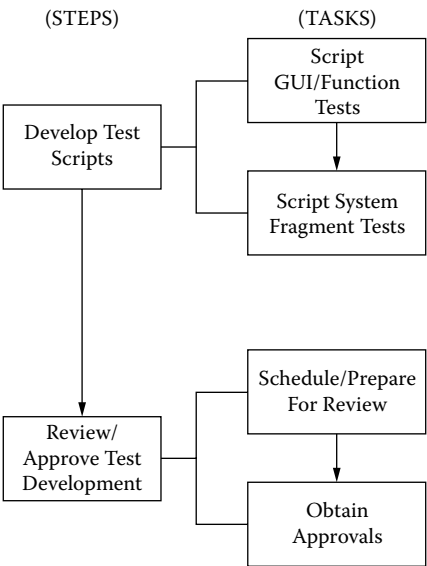 (STEPS)
(TASKS)
Script
GUI/Function
Tests
Develop Test
Scripts
Script System
Fragment Tests
Schedule/Prepare
For Review
Review/
Approve Test
Development
Obtain
Approvals